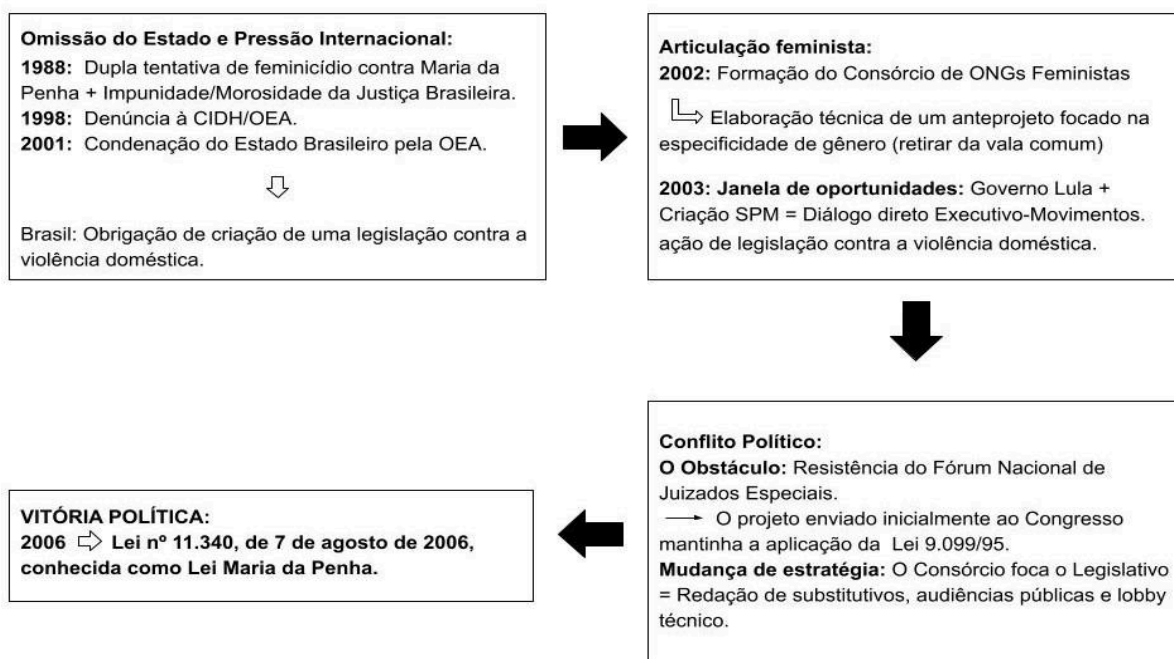 Omissão do Estado e Pressão Internacional:
1988: Dupla tentativa de feminicídio contra Maria da
Penha + Impunidade/Morosidade da Justiça Brasileira.
1998: Denúncia à CIDH/OEA.
2001: Condenação do Estado Brasileiro pela OEA.
Brasil: Obrigação de criação de uma legislação contra a
violência doméstica.
Articulação feminista:
2002: Formação do Consórcio de ONGs Feministas
Elaboração técnica de um anteprojeto focado na
especificidade de gênero (retirar da vala comum)
2003: Janela de oportunidades: Governo Lula +
Criação SPM = Diálogo direto Executivo-Movimentos.
ação de legislação contra a violência doméstica.
Conflito Político:
O Obstáculo: Resistência do Fórum Nacional de
Juizados Especiais.
O projeto enviado inicialmente ao Congresso
mantinha a aplicação da Lei 9.099/95.
Mudança de estratégia: O Consórcio foca o Legislativo
= Redação de substitutivos, audiências públicas e lobby
técnico.
VITÓRIA POLÍTICA:
2006 ⇨ Lei nº 11.340, de 7 de agosto de 2006,
conhecida como Lei Maria da Penha.